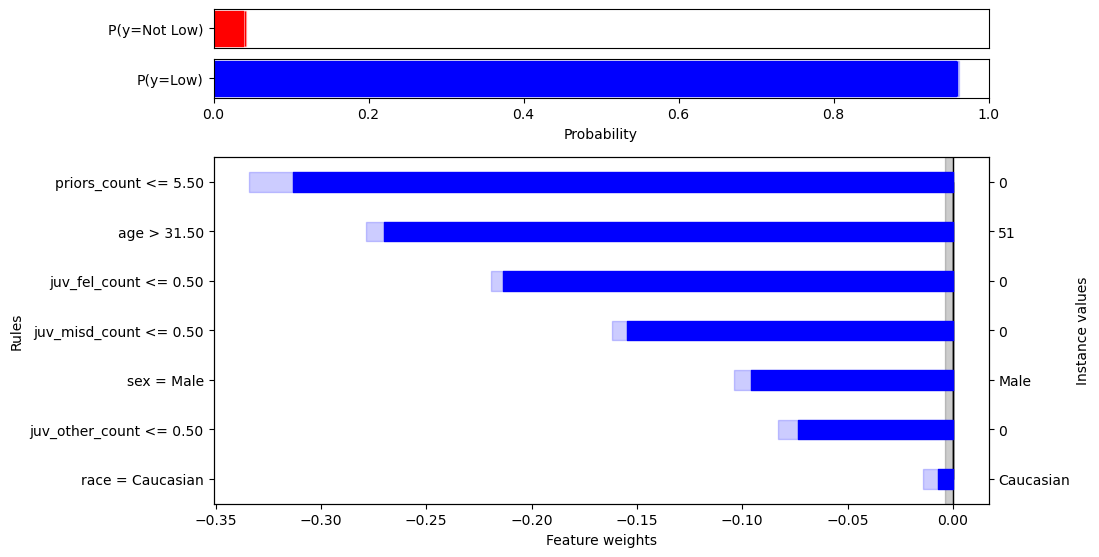 P(y=Not Low)
P(y=Low)
0.0 0.2 0.4 0.6 0.8 1.0
Probability
priors_count <= 5.50 0
age > 31.50 51
juv_fel_count <= 0.50 0
juv_misd_count <= 0.50 0
sex = Male Male
juv_other_count <= 0.50 0
race = Caucasian Caucasian
Rules
Instance values
−0.35 −0.30 −0.25 −0.20 −0.15 −0.10 −0.05 0.00
Feature weights